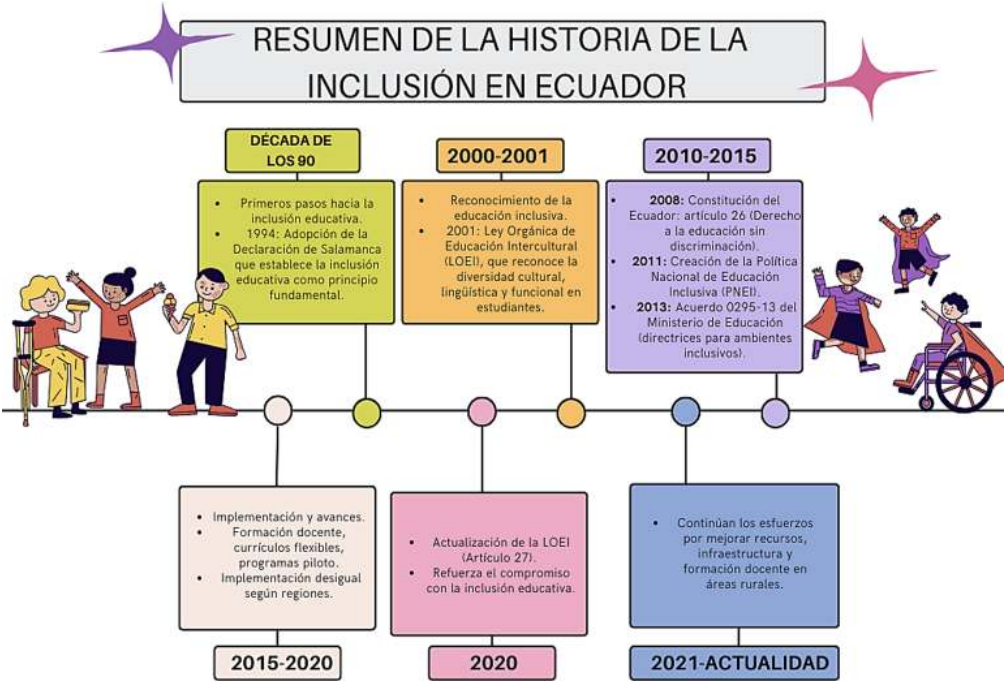 RESUMEN DE LA HISTORIA DE LA
INCLUSIÓN EN ECUADOR
DÉCADA DE
LOS 90
• Primeros pasos hacia la
inclusión educativa.
• 1994: Adopción de la
Declaración de Salamanca
que establece la inclusión
educativa como principio
fundamental.
2000-2001
• Reconocimiento de la
educación inclusiva.
• 2001: Ley Orgánica de
Educación Intercultural
(LOEI), que reconoce la
diversidad cultural,
lingüística y funcional en
estudiantes.
2010-2015
• 2008: Constitución del
Ecuador: artículo 26 (Derecho
a la educación sin
discriminación).
• 2011: Creación de la Política
Nacional de Educación
Inclusiva (PNEI).
• 2013: Acuerdo 0295-13 del
Ministerio de Educación
(directrices para ambientes
inclusivos).
• Implementación y avances.
• Formación docente,
currículos flexibles,
programas piloto.
• Implementación desigual
según regiones.
2015-2020
• Actualización de la LOEI
(Artículo 27).
• Refuerza el compromiso
con la inclusión educativa.
2020
• Continúan los esfuerzos
por mejorar recursos,
infraestructura y
formación docente en
áreas rurales.
2021-ACTUALIDAD